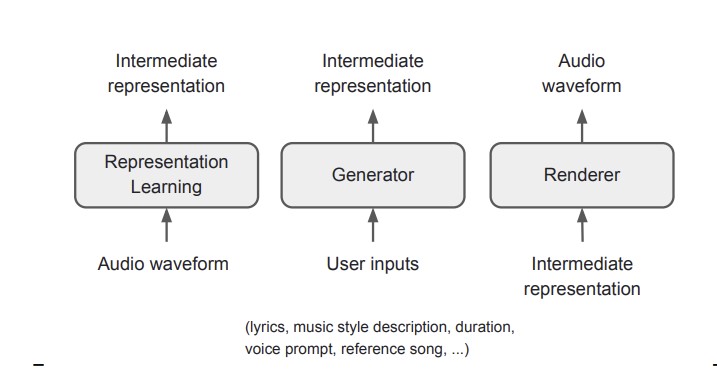 Intermediate
representation
Intermediate
representation
Audio
waveform
Representation
Learning
Generator
Renderer
Audio waveform
User inputs
Intermediate
representation
(lyrics, music style description, duration,
voice prompt, reference song, ...)